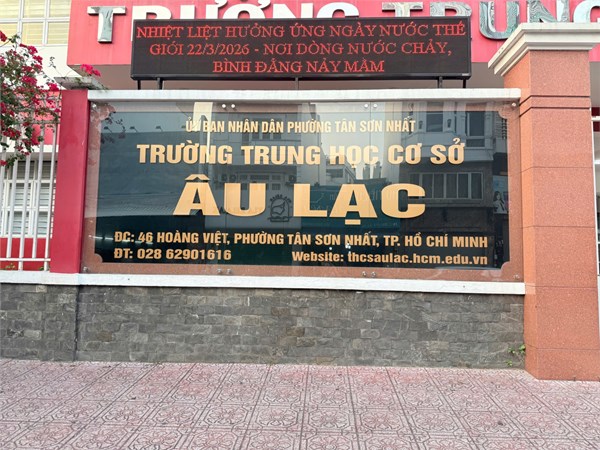 TRƯỜNG TRUNG
NHIỆT LIỆT HƯỞNG ỨNG NGÀY NƯỚC THẾ
GIỚI 22/3/2026 - NƠI DÒNG NƯỚC CHẢY,
BÌNH ĐẲNG NẢY MẦM
ỦY BAN NHÂN DÂN PHƯỜNG TÂN SƠN NHẤT
TRƯỜNG TRUNG HỌC CƠ SỞ
ÂU LẠC
ĐC: 46 HOÀNG VIỆT, PHƯỜNG TÂN SƠN NHẤT, TP. HỒ CHÍ MINH
ĐT: 028 62901616 Website: thcsaulac.hcm.edu.vn